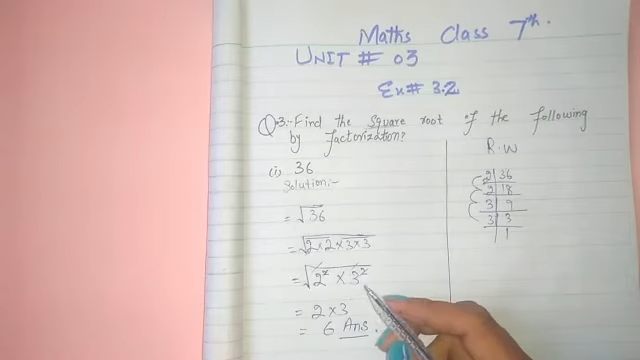 Maths Class 7th.
UNIT # 03
Ex# 3.2
Q.3:- Find the square root of the following
by factorization?
(i) 36
Solution:-
= √36
= √2×2×3×3
= √2² × 3²
= 2×3
= 6 Ans.
R.W
2 | 36
2 | 18
3 | 9
3 | 3
| 1